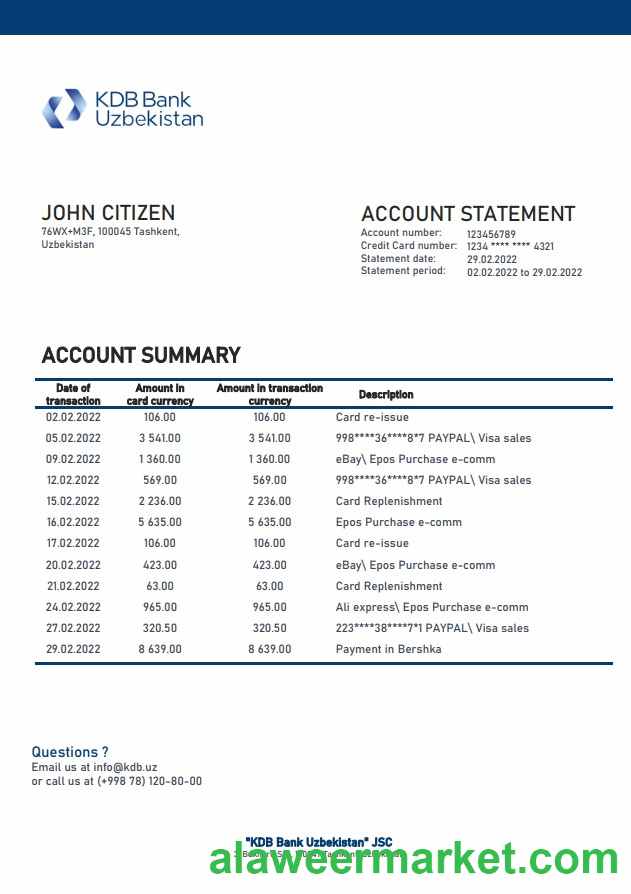 KDB Bank
Uzbekistan
JOHN CITIZEN
76WX+M3F, 100045 Tashkent,
Uzbekistan
ACCOUNT STATEMENT
Account number: 123456789
Credit Card number: 1234 **** **** 4321
Statement date: 29.02.2022
Statement period: 02.02.2022 to 29.02.2022
ACCOUNT SUMMARY
Date of transaction Amount in card currency Amount in transaction currency Description
02.02.2022 106.00 106.00 Card re-issue
05.02.2022 3 541.00 3 541.00 998****36****8*7 PAYPAL\ Visa sales
09.02.2022 1 360.00 1 360.00 eBay\ Epos Purchase e-comm
12.02.2022 569.00 569.00 998****36****8*7 PAYPAL\ Visa sales
15.02.2022 2 236.00 2 236.00 Card Replenishment
16.02.2022 5 635.00 5 635.00 Epos Purchase e-comm
17.02.2022 106.00 106.00 Card re-issue
20.02.2022 423.00 423.00 eBay\ Epos Purchase e-comm
21.02.2022 63.00 63.00 Card Replenishment
24.02.2022 965.00 965.00 Ali express\ Epos Purchase e-comm
27.02.2022 320.50 320.50 223****38****7*1 PAYPAL\ Visa sales
29.02.2022 8 639.00 8 639.00 Payment in Bershka
Questions ?
Email us at info@kdb.uz
or call us at (+998 78) 120-80-00
"KDB Bank Uzbekistan" JSC
alaweermarket.com